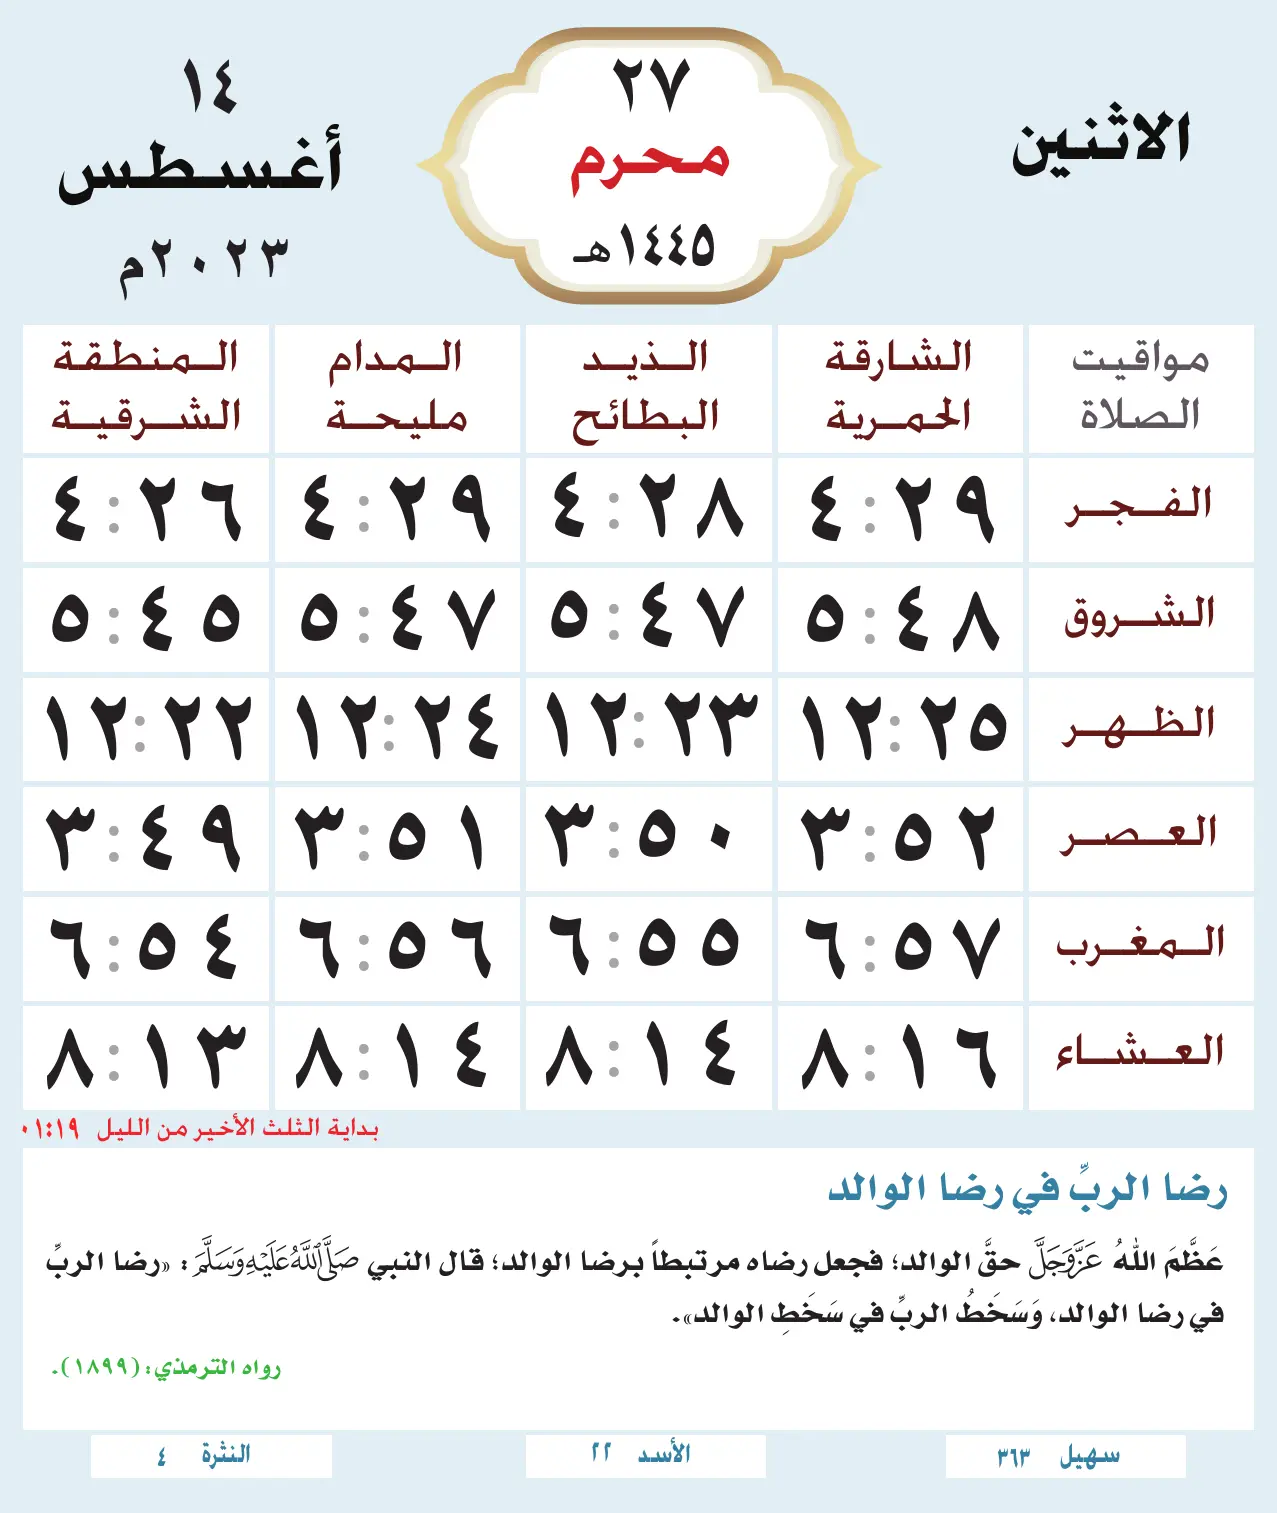 الاثنين
٢٧
محرم
١٤٤٥هـ
١٤
أغسطس
٢٠٢٣م
مواقيت الصلاة	الشارقة الحمرية	الذيد البطائح	المدام مليحة	المنطقة الشرقية
الفجر	٤:٢٩	٤:٢٨	٤:٢٩	٤:٢٦
الشروق	٥:٤٨	٥:٤٧	٥:٤٧	٥:٤٥
الظهر	١٢:٢٥	١٢:٢٣	١٢:٢٤	١٢:٢٢
العصر	٣:٥٢	٣:٥٠	٣:٥١	٣:٤٩
المغرب	٦:٥٧	٦:٥٥	٦:٥٦	٦:٥٤
العشاء	٨:١٦	٨:١٤	٨:١٤	٨:١٣
بداية الثلث الأخير من الليل ٠١:١٩
رضا الربِّ في رضا الوالد
عَظَّمَ اللهُ عَزَّوَجَلَّ حقَّ الوالد؛ فجعل رضاه مرتبطاً برضا الوالد؛ قال النبي صَلَّى اللَّهُ عَلَيْهِ وَسَلَّمَ: «رضا الربِّ
في رضا الوالد، وَسَخَطُ الربِّ في سَخَطِ الوالد».
رواه الترمذي: (١٨٩٩).
سهيل ٣٦٣
الأسد ٢٢
النثرة ٤